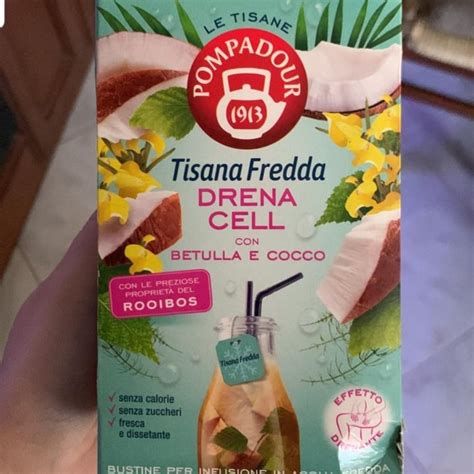 LE TISANE
POMPADOUR
1913
Tisana Fredda
DRENA
CELL
CON
BETULLA E COCCO
CON LE PREZIOSE
PROPRIETÀ DEL
ROOIBOS
Tisana Fredda
senza calorie
senza zuccheri
fresca
e dissetante
EFFETTO
DRENANTE
BUSTINE PER INFUSIONE IN ACQUA FREDDA